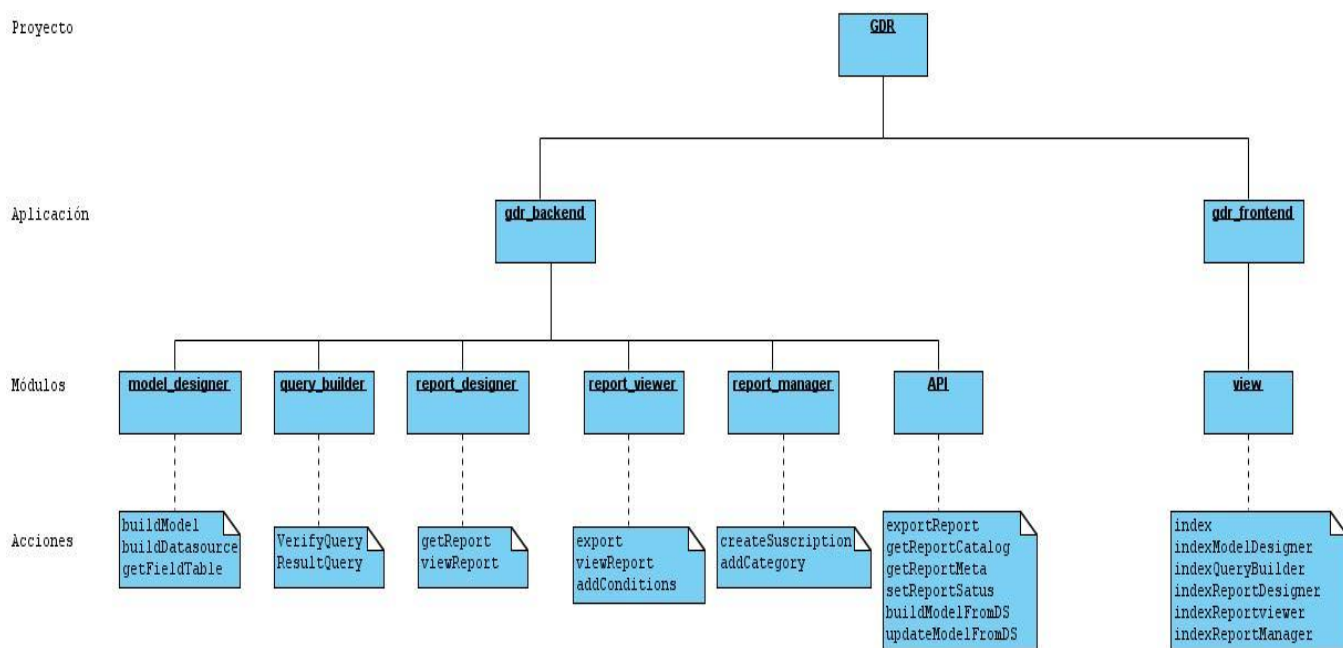 Proyecto
GDR
Aplicación
gdr_backend
gdr_frontend
Módulos
model_designer
query_builder
report_designer
report_viewer
report_manager
API
view
Acciones
buildModel
buildDatasource
getFieldTable
VerifyQuery
ResultQuery
getReport
viewReport
export
viewReport
addConditions
createSuscription
addCategory
exportReport
getReportCatalog
getReportMeta
setReportSatus
buildModelFromDS
updateModelFromDS
index
indexModelDesigner
indexQueryBuilder
indexReportDesigner
indexReportviewer
indexReportManager